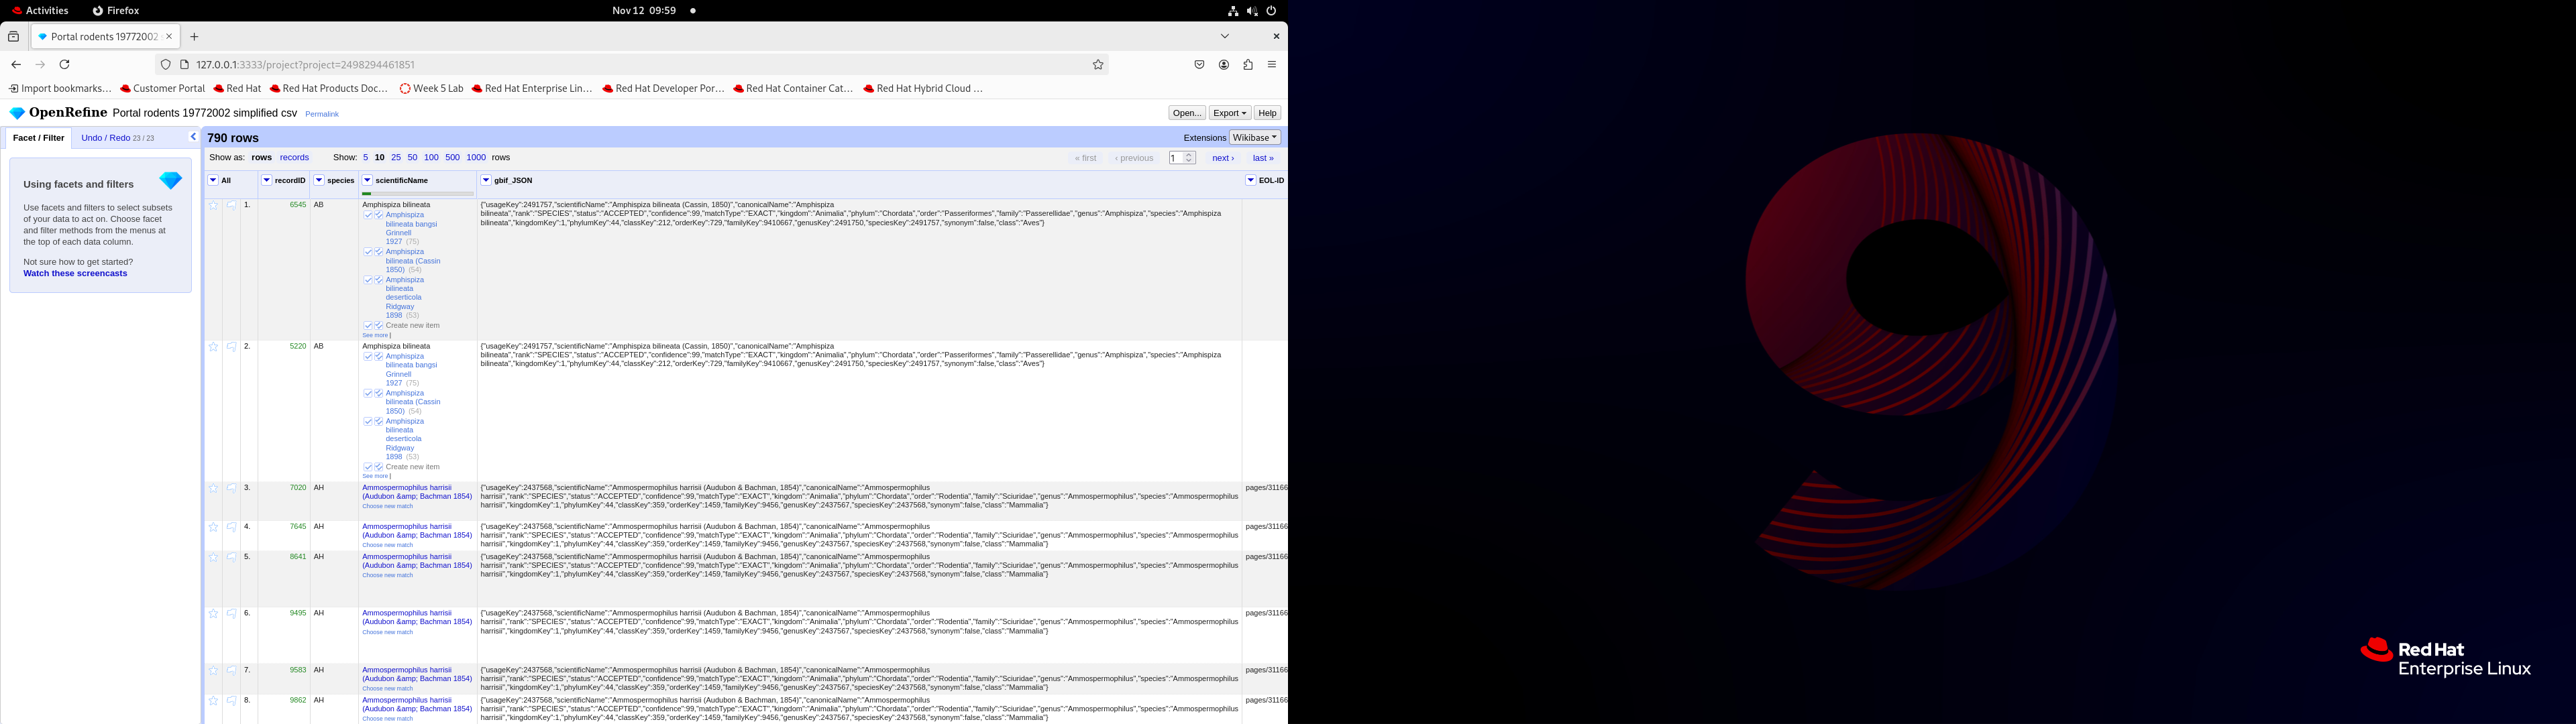 Activities Firefox Nov 12 09:59
Portal rodents 19772002
127.0.0.1:3333/project?project=2498294461851
Import bookmarks... Customer Portal Red Hat Red Hat Products Doc... Week 5 Lab Red Hat Enterprise Lin... Red Hat Developer Por... Red Hat Container Cat... Red Hat Hybrid Cloud ...
OpenRefine Portal rodents 19772002 simplified csv Permalink Open... Export Help
Facet / Filter Undo / Redo 23 / 23
790 rows Extensions Wikibase
Show as: rows records Show: 5 10 25 50 100 500 1000 rows « first ‹ previous 1 next › last »
Using facets and filters
Use facets and filters to select subsets
of your data to act on. Choose facet
and filter methods from the menus at
the top of each data column.
Not sure how to get started?
Watch these screencasts
All recordID species scientificName gbif_JSON EOL-ID
1. 6545 AB Amphispiza bilineata
Amphispiza
bilineata bangsi
Grinnell
1927 (75)
Amphispiza
bilineata (Cassin
1850) (54)
Amphispiza
bilineata
deserticola
Ridgway
1898 (53)
Create new item
See more |
{"usageKey":2491757,"scientificName":"Amphispiza bilineata (Cassin, 1850)","canonicalName":"Amphispiza
bilineata","rank":"SPECIES","status":"ACCEPTED","confidence":99,"matchType":"EXACT","kingdom":"Animalia","phylum":"Chordata","order":"Passeriformes","family":"Passerellidae","genus":"Amphispiza","species":"Amphispiza
bilineata","kingdomKey":1,"phylumKey":44,"classKey":212,"orderKey":729,"familyKey":9410667,"genusKey":2491750,"speciesKey":2491757,"synonym":false,"class":"Aves"}
2. 5220 AB Amphispiza bilineata
Amphispiza
bilineata bangsi
Grinnell
1927 (75)
Amphispiza
bilineata (Cassin
1850) (54)
Amphispiza
bilineata
deserticola
Ridgway
1898 (53)
Create new item
See more |
{"usageKey":2491757,"scientificName":"Amphispiza bilineata (Cassin, 1850)","canonicalName":"Amphispiza
bilineata","rank":"SPECIES","status":"ACCEPTED","confidence":99,"matchType":"EXACT","kingdom":"Animalia","phylum":"Chordata","order":"Passeriformes","family":"Passerellidae","genus":"Amphispiza","species":"Amphispiza
bilineata","kingdomKey":1,"phylumKey":44,"classKey":212,"orderKey":729,"familyKey":9410667,"genusKey":2491750,"speciesKey":2491757,"synonym":false,"class":"Aves"}
3. 7020 AH Ammospermophilus harrisii
(Audubon &amp; Bachman 1854)
Choose new match
{"usageKey":2437568,"scientificName":"Ammospermophilus harrisii (Audubon & Bachman, 1854)","canonicalName":"Ammospermophilus
harrisii","rank":"SPECIES","status":"ACCEPTED","confidence":99,"matchType":"EXACT","kingdom":"Animalia","phylum":"Chordata","order":"Rodentia","family":"Sciuridae","genus":"Ammospermophilus","species":"Ammospermophilus
harrisii","kingdomKey":1,"phylumKey":44,"classKey":359,"orderKey":1459,"familyKey":9456,"genusKey":2437567,"speciesKey":2437568,"synonym":false,"class":"Mammalia"}
pages/31166
4. 7645 AH Ammospermophilus harrisii
(Audubon &amp; Bachman 1854)
Choose new match
{"usageKey":2437568,"scientificName":"Ammospermophilus harrisii (Audubon & Bachman, 1854)","canonicalName":"Ammospermophilus
harrisii","rank":"SPECIES","status":"ACCEPTED","confidence":99,"matchType":"EXACT","kingdom":"Animalia","phylum":"Chordata","order":"Rodentia","family":"Sciuridae","genus":"Ammospermophilus","species":"Ammospermophilus
harrisii","kingdomKey":1,"phylumKey":44,"classKey":359,"orderKey":1459,"familyKey":9456,"genusKey":2437567,"speciesKey":2437568,"synonym":false,"class":"Mammalia"}
pages/31166
5. 8641 AH Ammospermophilus harrisii
(Audubon &amp; Bachman 1854)
Choose new match
{"usageKey":2437568,"scientificName":"Ammospermophilus harrisii (Audubon & Bachman, 1854)","canonicalName":"Ammospermophilus
harrisii","rank":"SPECIES","status":"ACCEPTED","confidence":99,"matchType":"EXACT","kingdom":"Animalia","phylum":"Chordata","order":"Rodentia","family":"Sciuridae","genus":"Ammospermophilus","species":"Ammospermophilus
harrisii","kingdomKey":1,"phylumKey":44,"classKey":359,"orderKey":1459,"familyKey":9456,"genusKey":2437567,"speciesKey":2437568,"synonym":false,"class":"Mammalia"}
pages/31166
6. 9495 AH Ammospermophilus harrisii
(Audubon &amp; Bachman 1854)
Choose new match
{"usageKey":2437568,"scientificName":"Ammospermophilus harrisii (Audubon & Bachman, 1854)","canonicalName":"Ammospermophilus
harrisii","rank":"SPECIES","status":"ACCEPTED","confidence":99,"matchType":"EXACT","kingdom":"Animalia","phylum":"Chordata","order":"Rodentia","family":"Sciuridae","genus":"Ammospermophilus","species":"Ammospermophilus
harrisii","kingdomKey":1,"phylumKey":44,"classKey":359,"orderKey":1459,"familyKey":9456,"genusKey":2437567,"speciesKey":2437568,"synonym":false,"class":"Mammalia"}
pages/31166
7. 9583 AH Ammospermophilus harrisii
(Audubon &amp; Bachman 1854)
Choose new match
{"usageKey":2437568,"scientificName":"Ammospermophilus harrisii (Audubon & Bachman, 1854)","canonicalName":"Ammospermophilus
harrisii","rank":"SPECIES","status":"ACCEPTED","confidence":99,"matchType":"EXACT","kingdom":"Animalia","phylum":"Chordata","order":"Rodentia","family":"Sciuridae","genus":"Ammospermophilus","species":"Ammospermophilus
harrisii","kingdomKey":1,"phylumKey":44,"classKey":359,"orderKey":1459,"familyKey":9456,"genusKey":2437567,"speciesKey":2437568,"synonym":false,"class":"Mammalia"}
pages/31166
8. 9862 AH Ammospermophilus harrisii
(Audubon &amp; Bachman 1854)
Choose new match
{"usageKey":2437568,"scientificName":"Ammospermophilus harrisii (Audubon & Bachman, 1854)","canonicalName":"Ammospermophilus
harrisii","rank":"SPECIES","status":"ACCEPTED","confidence":99,"matchType":"EXACT","kingdom":"Animalia","phylum":"Chordata","order":"Rodentia","family":"Sciuridae","genus":"Ammospermophilus","species":"Ammospermophilus
harrisii","kingdomKey":1,"phylumKey":44,"classKey":359,"orderKey":1459,"familyKey":9456,"genusKey":2437567,"speciesKey":2437568,"synonym":false,"class":"Mammalia"}
pages/31166
9
Red Hat
Enterprise Linux